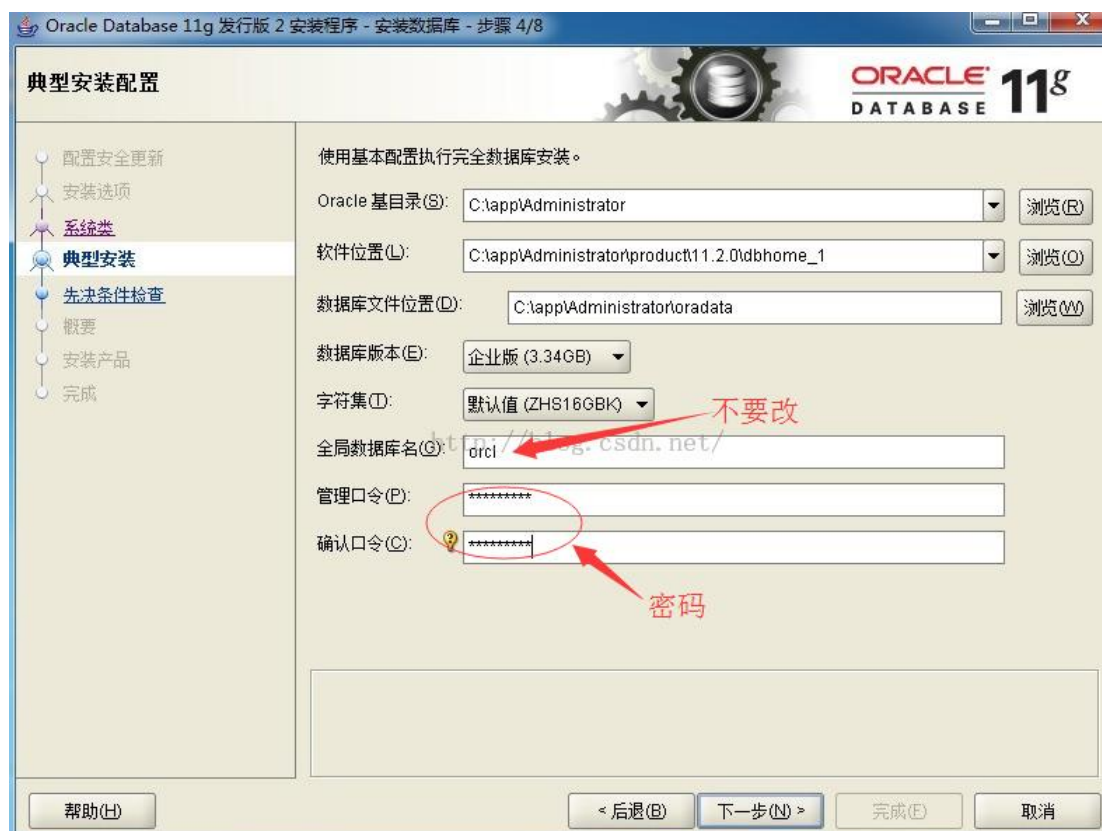 Oracle Database 11g 发行版 2 安装程序 - 安装数据库 - 步骤 4/8
典型安装配置
ORACLE 11g
DATABASE
配置安全更新
安装选项
系统类
典型安装
先决条件检查
概要
安装产品
完成
使用基本配置执行完全数据库安装。
Oracle 基目录(S): C:\app\Administrator 浏览(R)
软件位置(L): C:\app\Administrator\product\11.2.0\dbhome_1 浏览(O)
数据库文件位置(D): C:\app\Administrator\oradata 浏览(W)
数据库版本(E): 企业版 (3.34GB)
字符集(T): 默认值 (ZHS16GBK)
不要改
http://blog.csdn.net/
全局数据库名(G): orcl
管理口令(P): *********
确认口令(C): *********
密码
帮助(H) < 后退(B) 下一步(N) > 完成(F) 取消